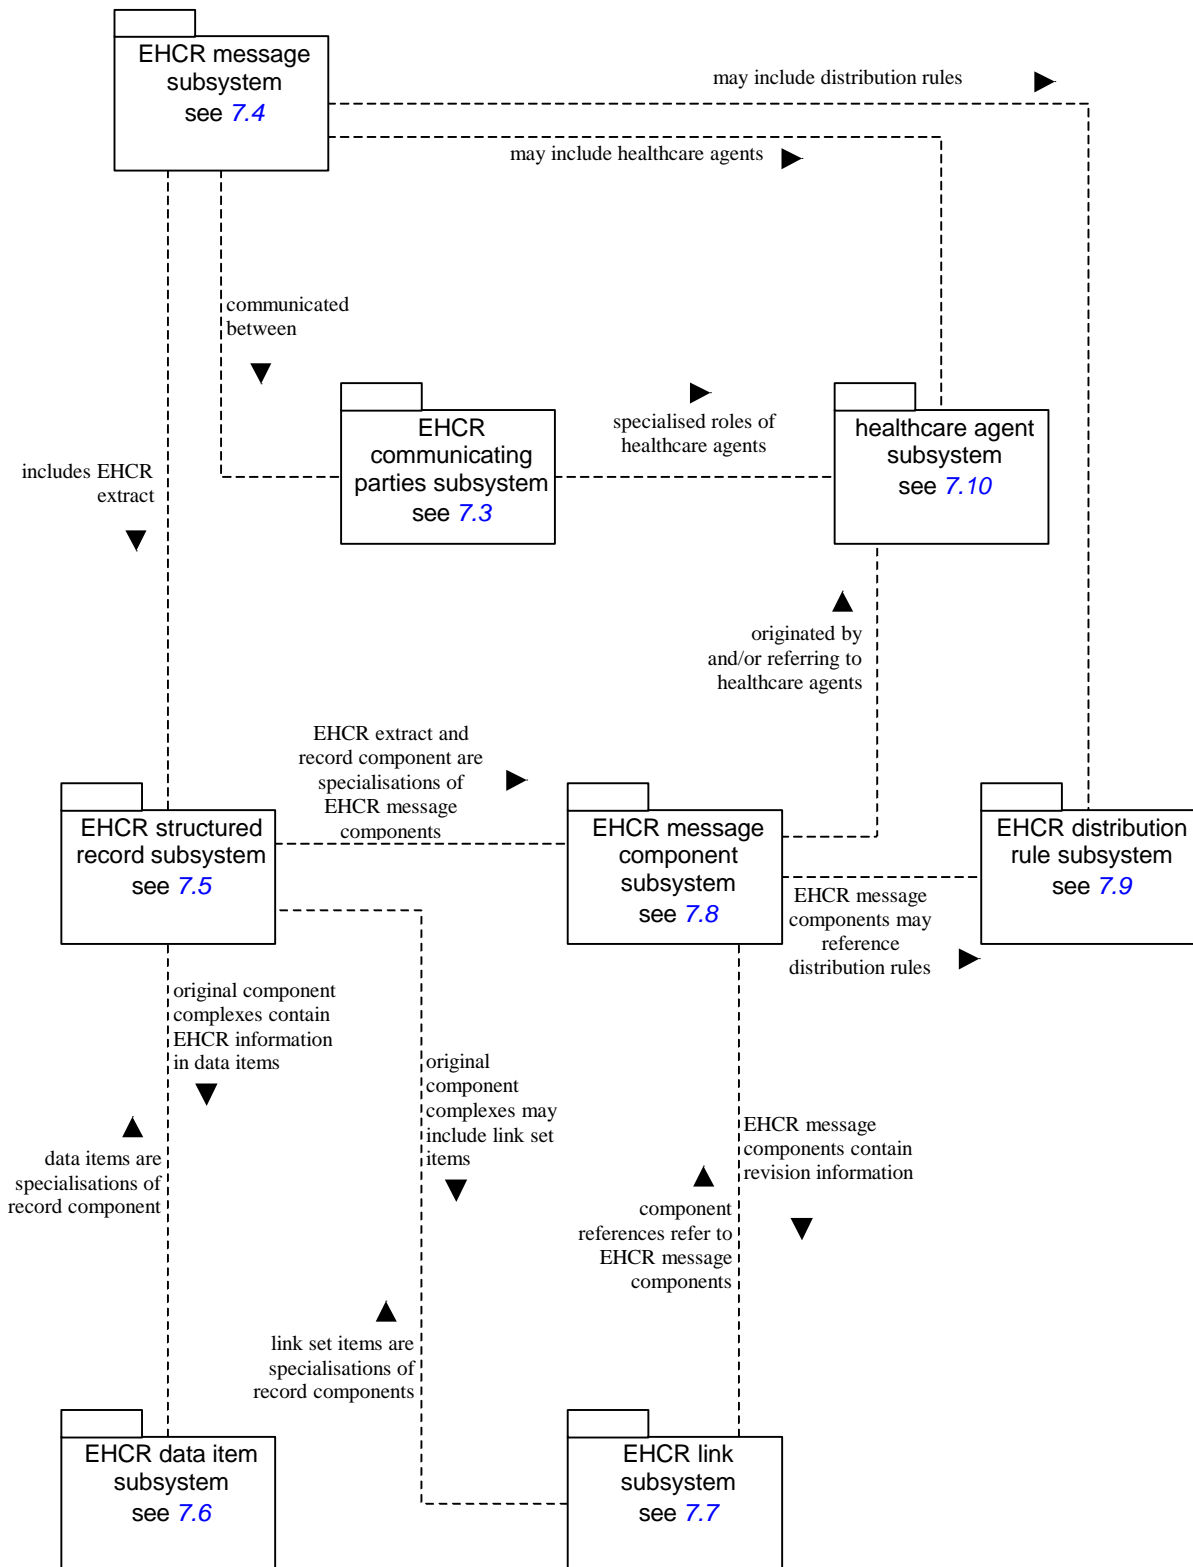 EHCR message
subsystem
see 7.4
may include distribution rules
may include healthcare agents
communicated
between
EHCR
communicating
parties subsystem
see 7.3
specialised roles of
healthcare agents
healthcare agent
subsystem
see 7.10
includes EHCR
extract
originated by
and/or referring to
healthcare agents
EHCR extract and
record component are
specialisations of
EHCR message
components
EHCR structured
record subsystem
see 7.5
EHCR message
component
subsystem
see 7.8
EHCR distribution
rule subsystem
see 7.9
EHCR message
components may
reference
distribution rules
original component
complexes contain
EHCR information
in data items
original
component
complexes may
include link set
items
EHCR message
components contain
revision information
data items are
specialisations of
record component
component
references refer to
EHCR message
components
link set items are
specialisations of
record components
EHCR data item
subsystem
see 7.6
EHCR link
subsystem
see 7.7